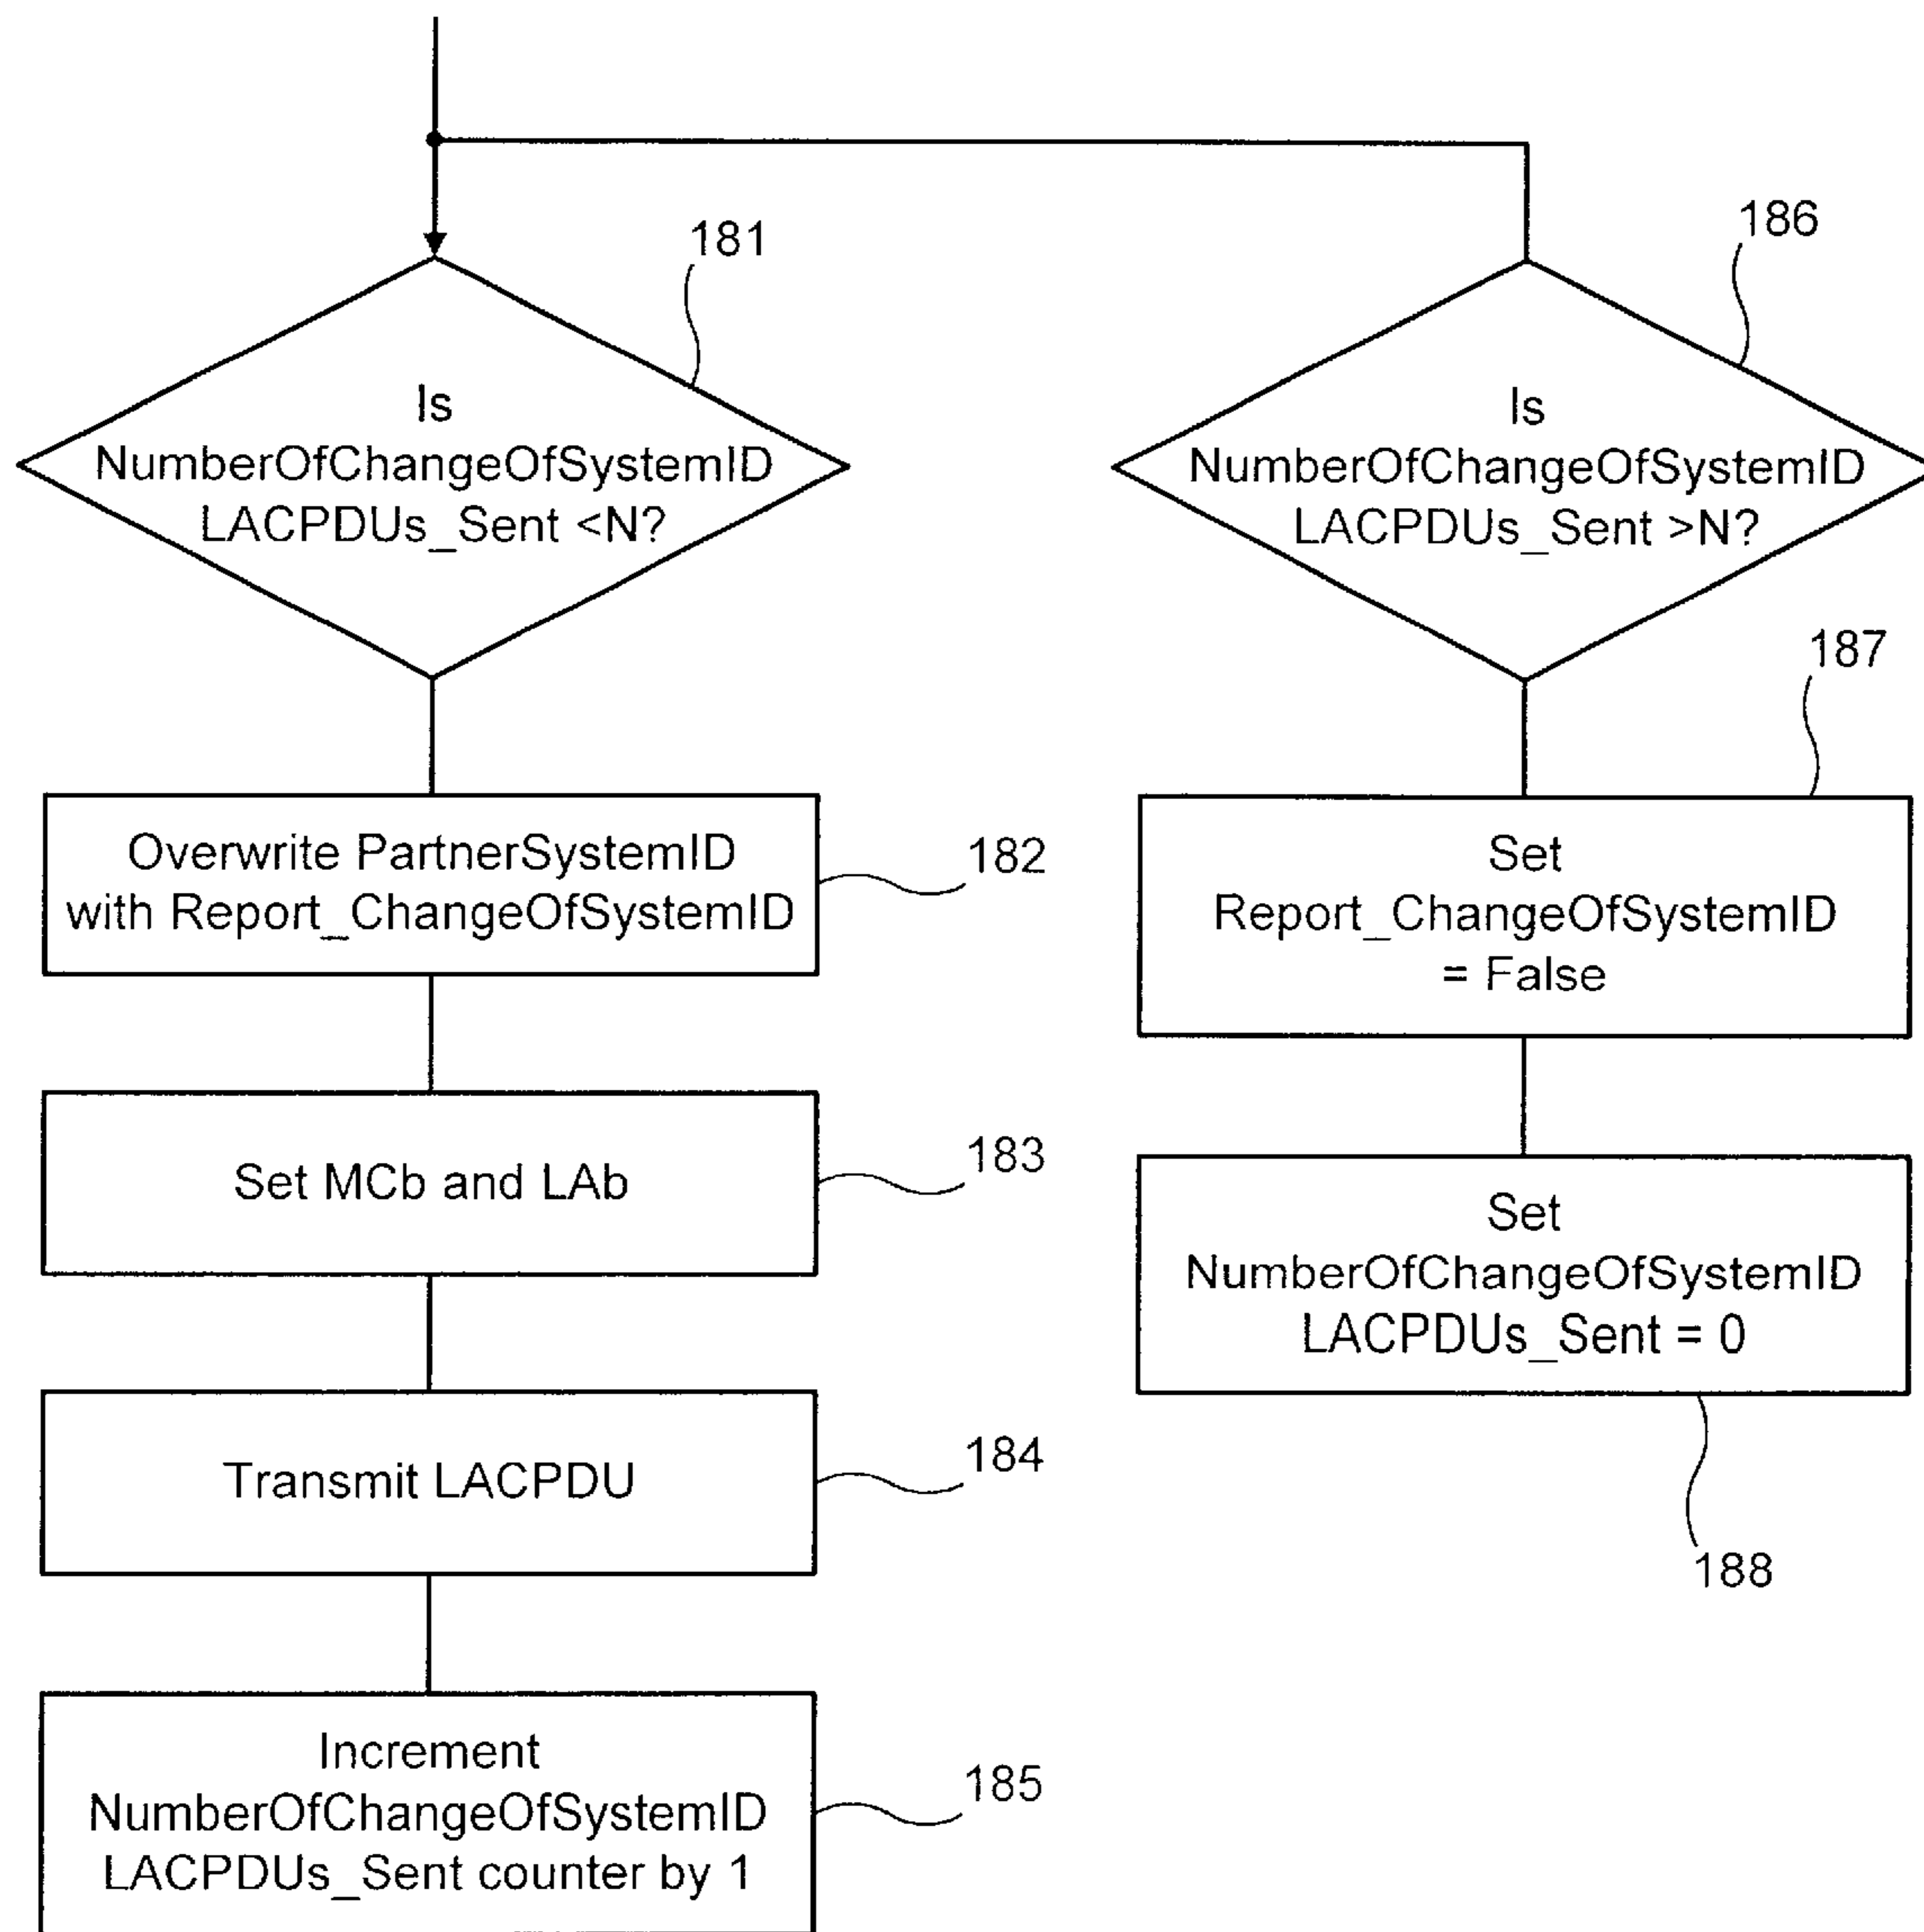 181
Is
NumberOfChangeOfSystemID
LACPDUs_Sent <N?
182
Overwrite PartnerSystemID
with Report_ChangeOfSystemID
183
Set MCb and LAb
184
Transmit LACPDU
185
Increment
NumberOfChangeOfSystemID
LACPDUs_Sent counter by 1
186
Is
NumberOfChangeOfSystemID
LACPDUs_Sent >N?
187
Set
Report_ChangeOfSystemID
= False
Set
NumberOfChangeOfSystemID
LACPDUs_Sent = 0
188